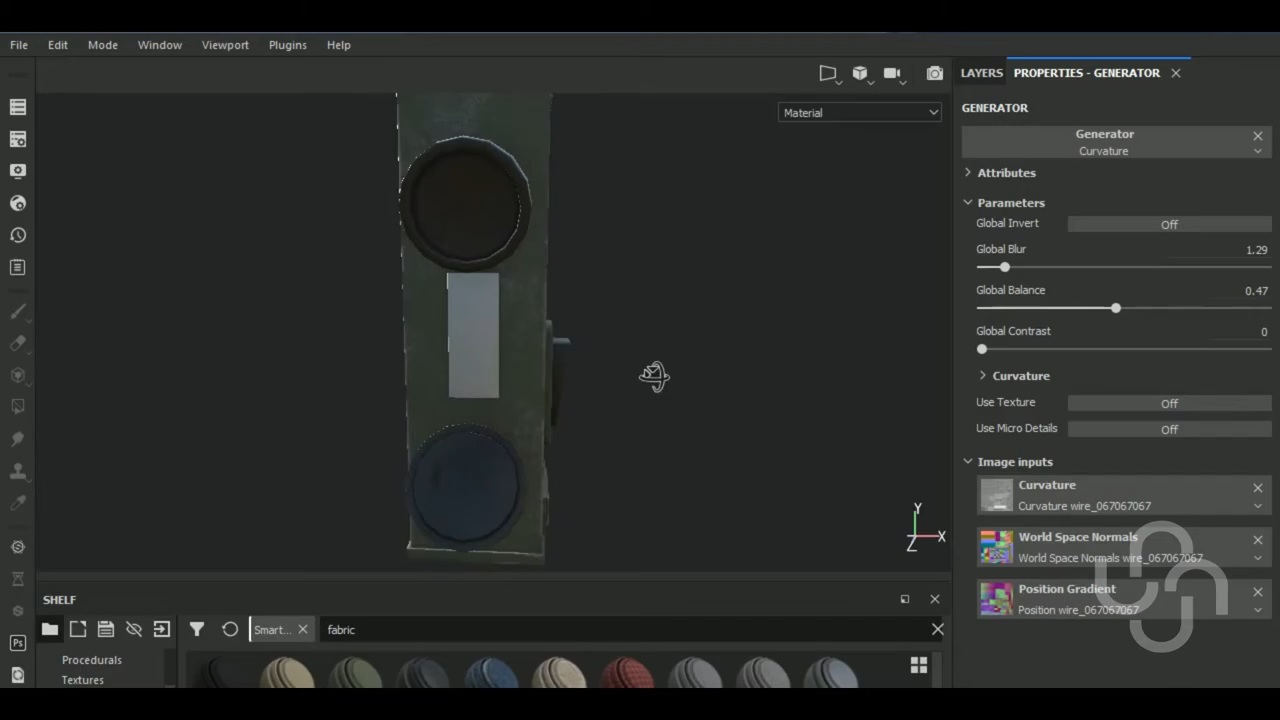 File Edit Mode Window Viewport Plugins Help
LAYERS PROPERTIES - GENERATOR
GENERATOR
Material
Generator
Curvature
Attributes
Parameters
Global Invert Off
Global Blur 1.29
Global Balance 0.47
Global Contrast 0
Curvature
Use Texture Off
Use Micro Details Off
Image inputs
Curvature
Curvature wire_067067067
World Space Normals
World Space Normals wire_067067067
Position Gradient
Position wire_067067067
Y
X
Z
SHELF
Smart... fabric
Procedurals
Textures
Ps